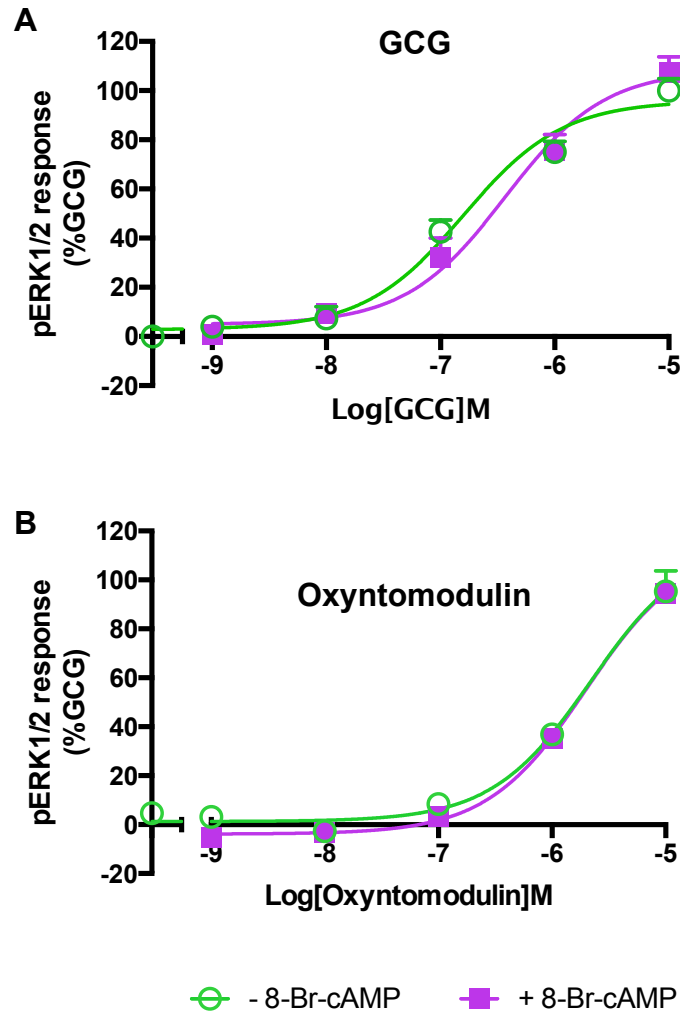 A
GCG
pERK1/2 response
(%GCG)
120
100
80
60
40
20
0
-20
-9
-8
-7
-6
-5
Log[GCG]M
B
Oxyntomodulin
pERK1/2 response
(%GCG)
120
100
80
60
40
20
0
-20
-9
-8
-7
-6
-5
Log[Oxyntomodulin]M
- 8-Br-cAMP
+ 8-Br-cAMP